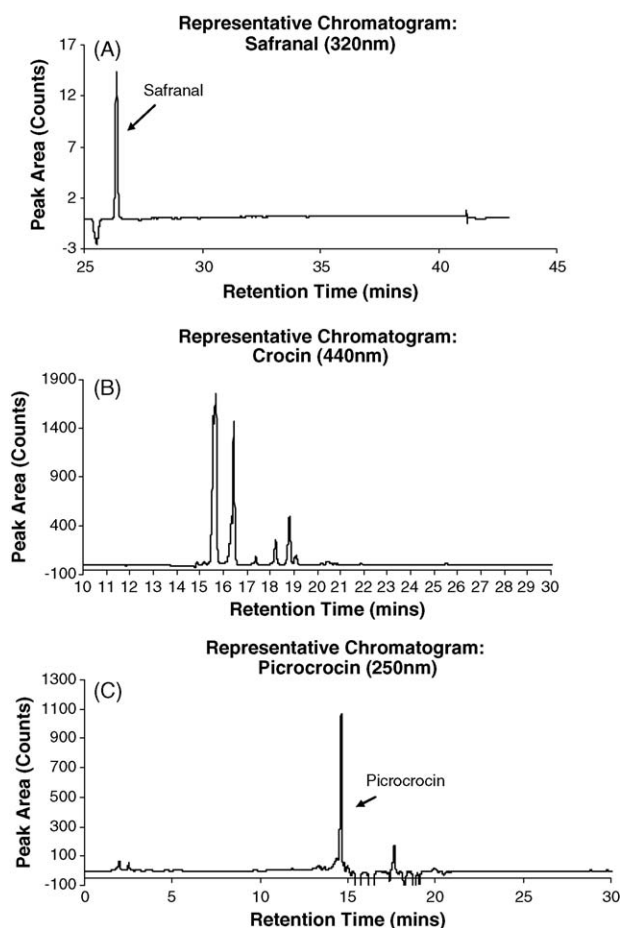 Representative Chromatogram:
Safranal (320nm)
(A)
17
12
7
2
-3
Peak Area (Counts)
Safranal
25 30 35 40 45
Retention Time (mins)
Representative Chromatogram:
Crocin (440nm)
(B)
1900
1400
900
400
-100
Peak Area (Counts)
10 11 12 13 14 15 16 17 18 19 20 21 22 23 24 25 26 27 28 29 30
Retention Time (mins)
Representative Chromatogram:
Picrocrocin (250nm)
(C)
1300
1100
900
700
500
300
100
-100
Peak Area (Counts)
Picrocrocin
0 5 10 15 20 25 30
Retention Time (mins)